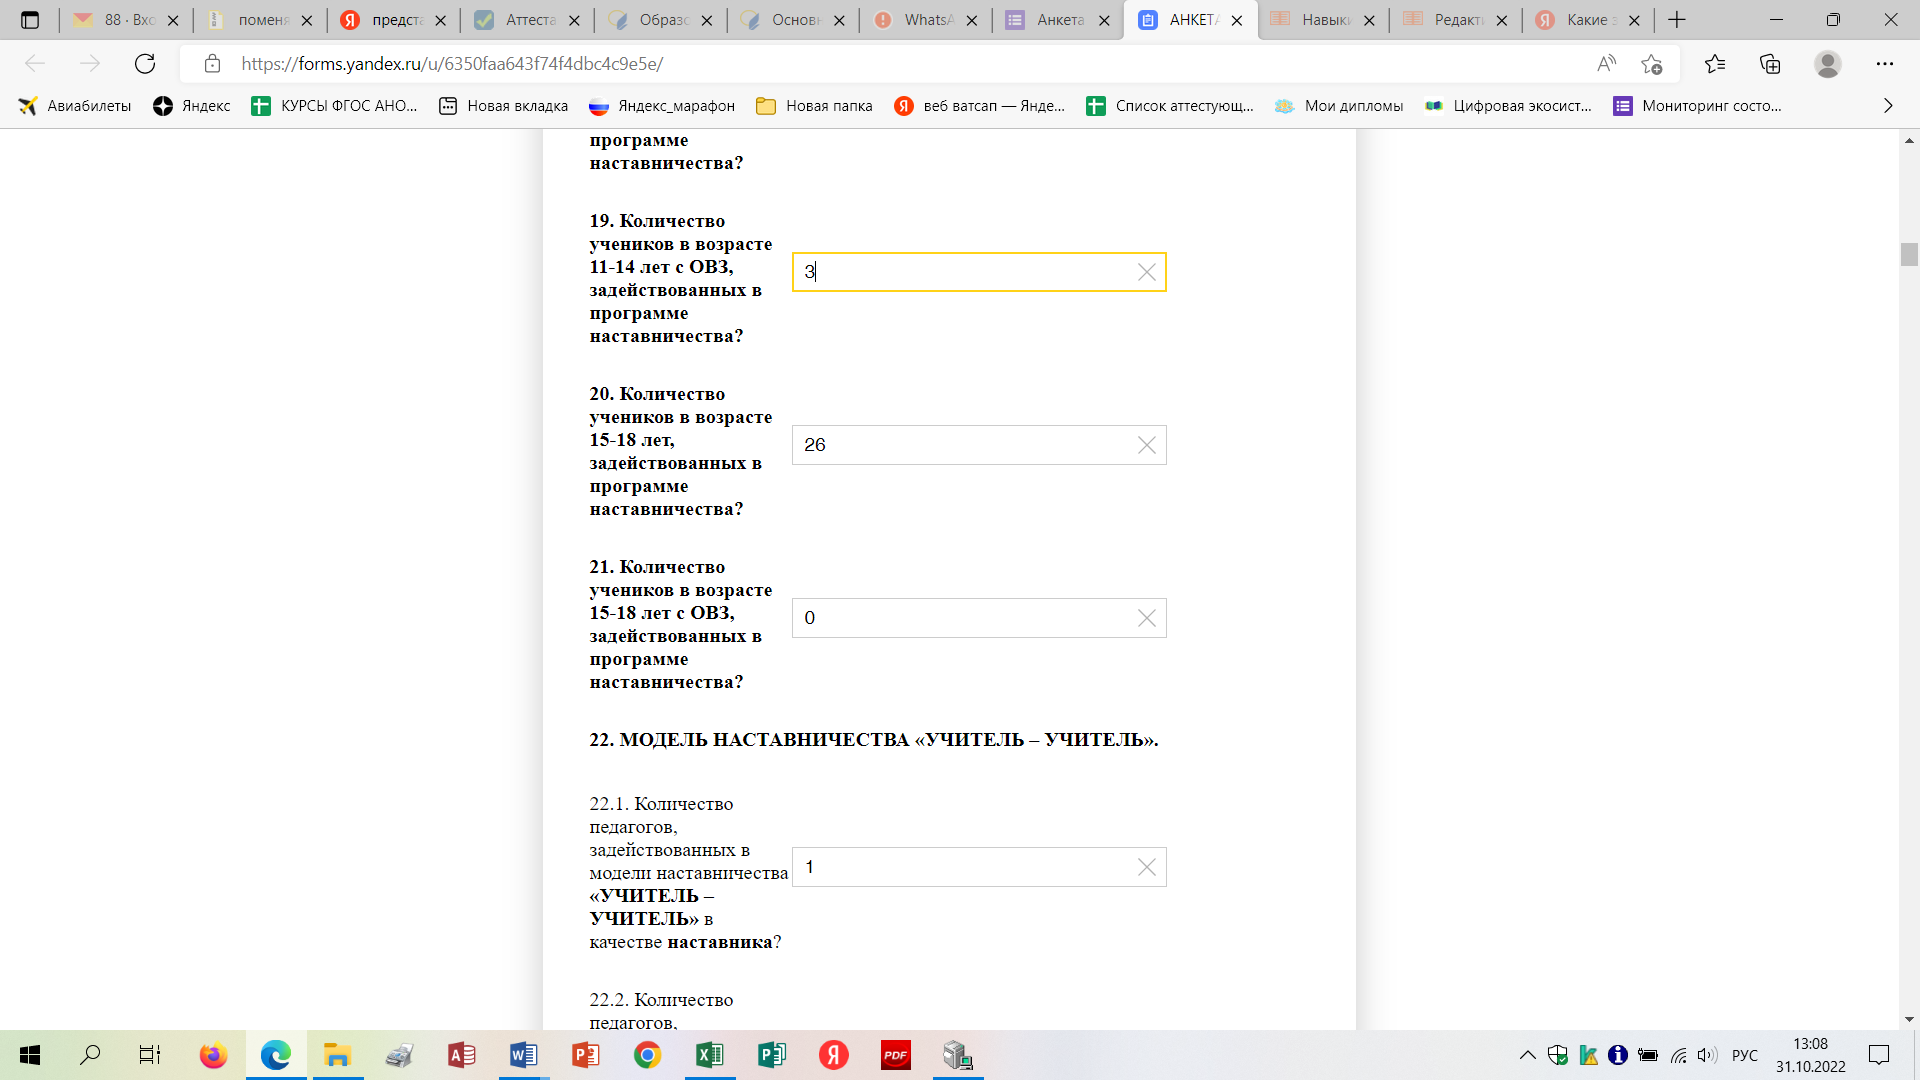 88 · Вхо
поменя
предста
Аттеста
Образо
Основн
WhatsA
Анкета
АНКЕТА
Навыки
Редакти
Какие з
https://forms.yandex.ru/u/6350faa643f74f4dbc4c9e5e/
Авиабилеты
Яндекс
КУРСЫ ФГОС АНО...
Новая вкладка
Яндекс_марафон
Новая папка
веб ватсап — Янде...
Список аттестующ...
Мои дипломы
Цифровая экосист...
Мониторинг состо...
программе
наставничества?
19. Количество
учеников в возрасте
11-14 лет с ОВЗ,
задействованных в
программе
наставничества?
3
20. Количество
учеников в возрасте
15-18 лет,
задействованных в
программе
наставничества?
26
21. Количество
учеников в возрасте
15-18 лет с ОВЗ,
задействованных в
программе
наставничества?
0
22. МОДЕЛЬ НАСТАВНИЧЕСТВА «УЧИТЕЛЬ – УЧИТЕЛЬ».
22.1. Количество
педагогов,
задействованных в
модели наставничества
«УЧИТЕЛЬ –
УЧИТЕЛЬ» в
качестве наставника?
1
22.2. Количество
педагогов,
PDF
РУС
13:08
31.10.2022